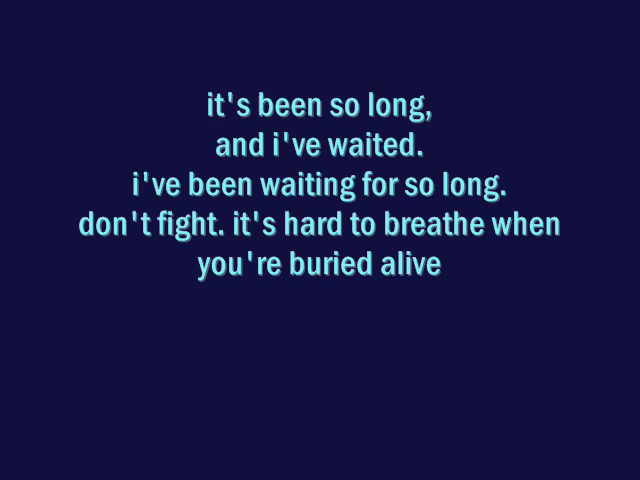 it's been so long,
and i've waited.
i've been waiting for so long.
don't fight. it's hard to breathe when
you're buried alive